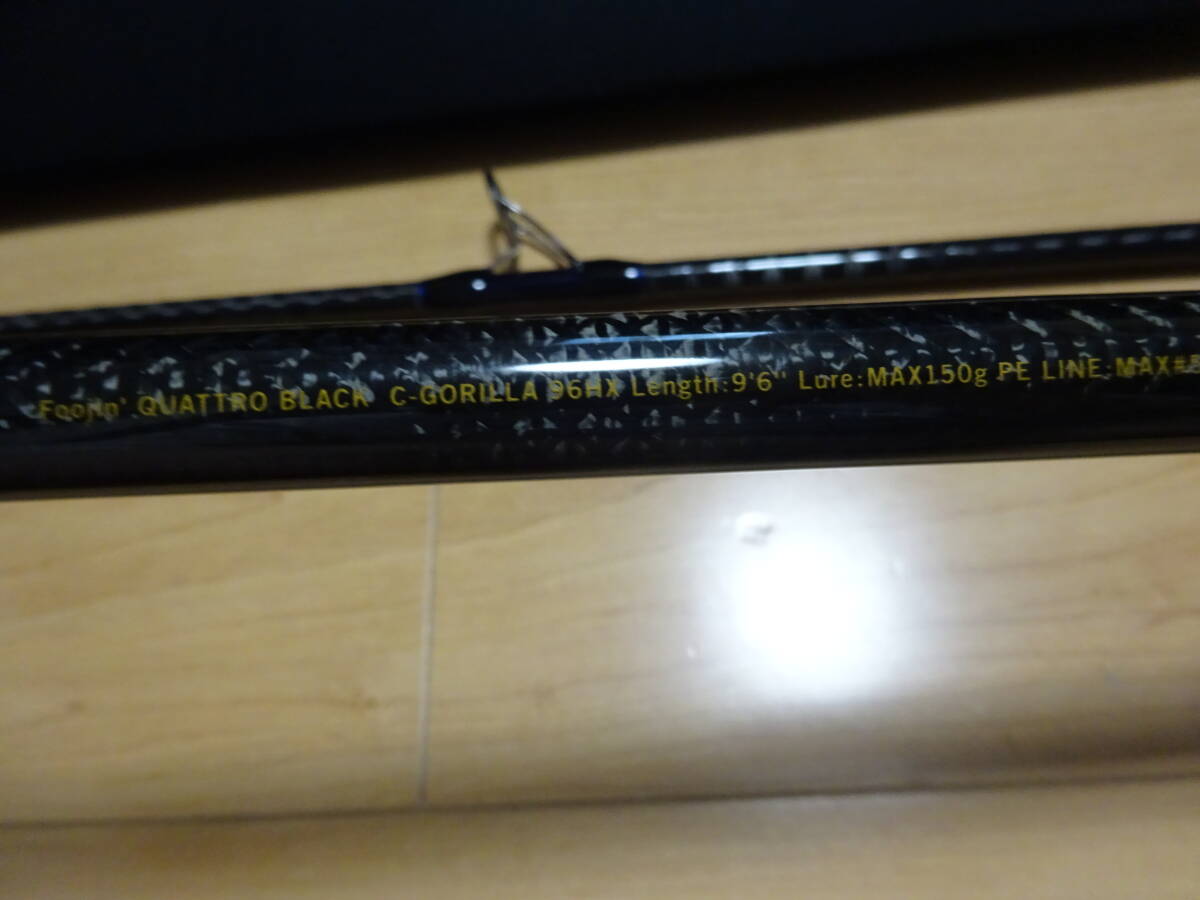 Foojin' QUATTRO BLACK C-GORILLA 96HX Length:9'6" Lure:MAX150g PE LINE:MAX#